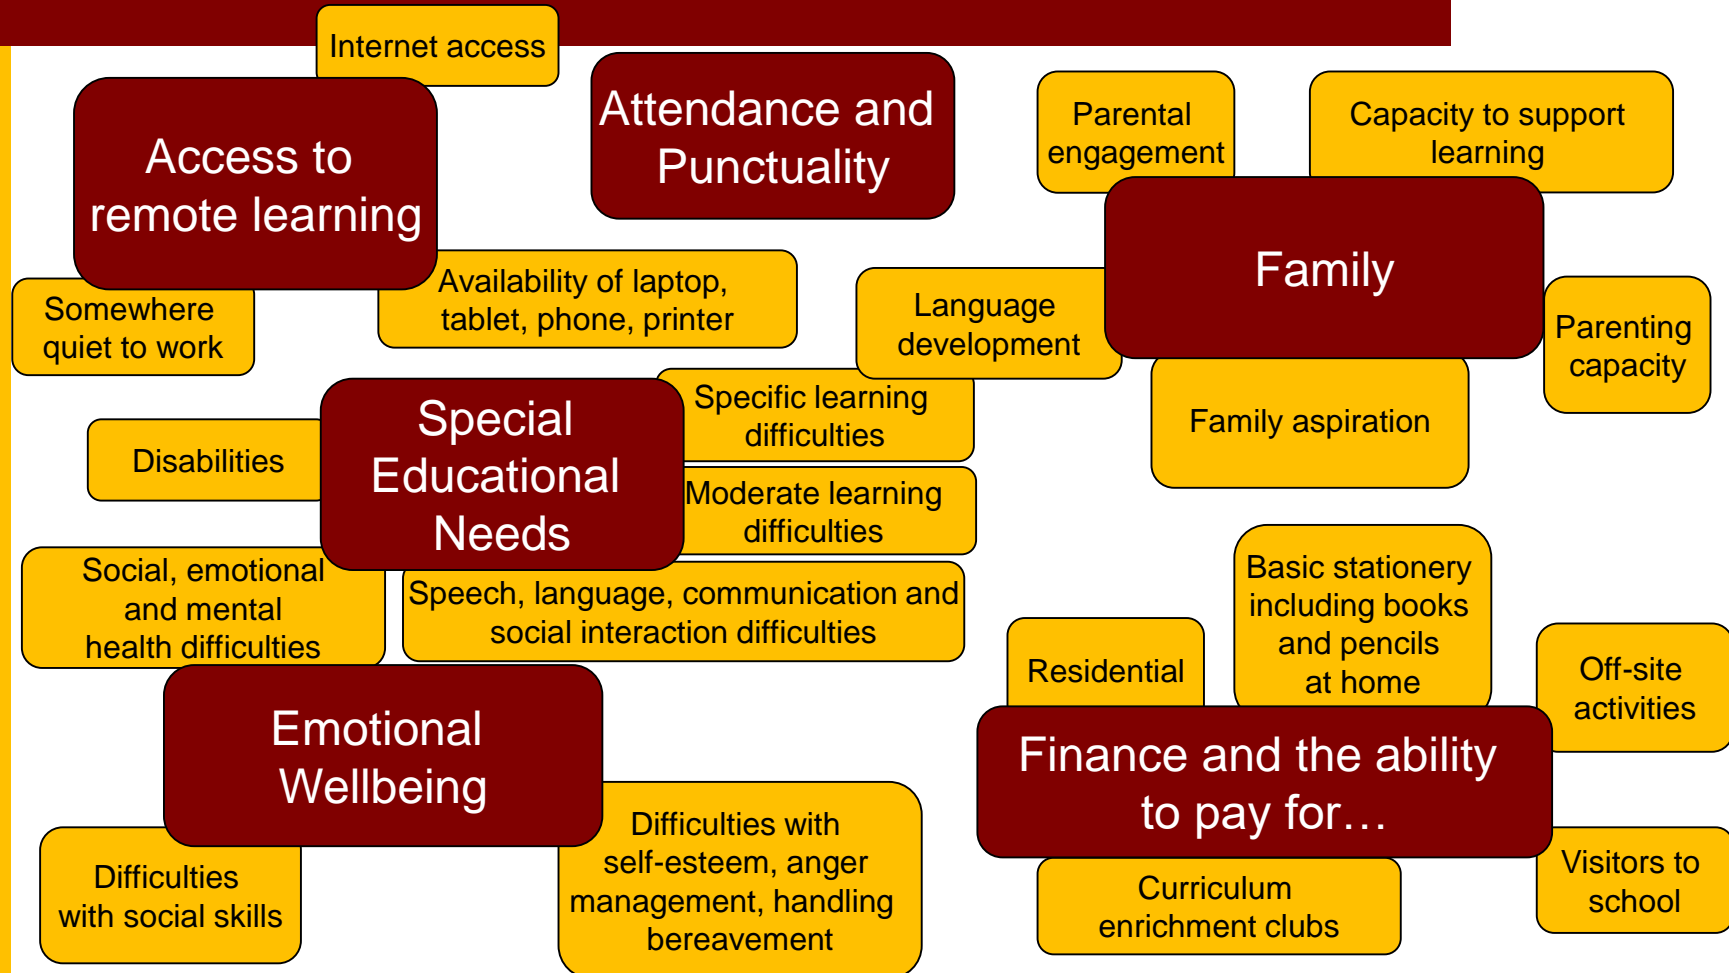 Internet access
Access to
remote learning
Somewhere
quiet to work
Availability of laptop,
tablet, phone, printer
Attendance and
Punctuality
Parental
engagement
Capacity to support
learning
Family
Language
development
Parenting
capacity
Family aspiration
Special
Educational
Needs
Disabilities
Specific learning
difficulties
Moderate learning
difficulties
Social, emotional
and mental
health difficulties
Speech, language, communication and
social interaction difficulties
Emotional
Wellbeing
Difficulties
with social skills
Difficulties with
self-esteem, anger
management, handling
bereavement
Residential
Basic stationery
including books
and pencils
at home
Off-site
activities
Finance and the ability
to pay for…
Curriculum
enrichment clubs
Visitors to
school